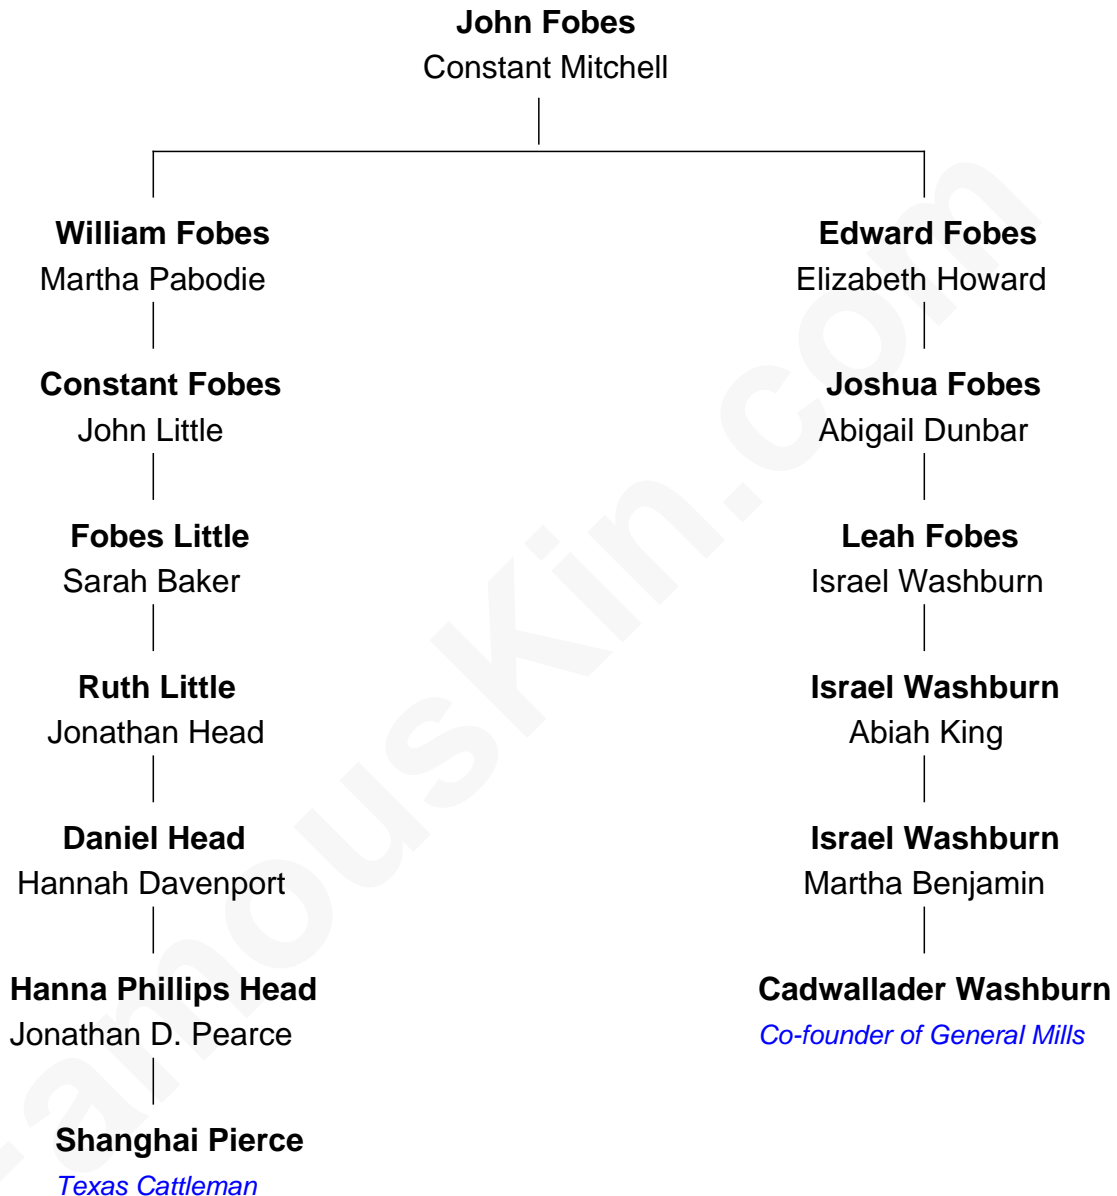 John Fobes
Constant Mitchell
William Fobes
Martha Pabodie
Edward Fobes
Elizabeth Howard
Constant Fobes
John Little
Joshua Fobes
Abigail Dunbar
Fobes Little
Sarah Baker
Leah Fobes
Israel Washburn
Ruth Little
Jonathan Head
Israel Washburn
Abiah King
Daniel Head
Hannah Davenport
Israel Washburn
Martha Benjamin
Hanna Phillips Head
Jonathan D. Pearce
Cadwallader Washburn
Co-founder of General Mills
Shanghai Pierce
Texas Cattleman
FamousKin.com